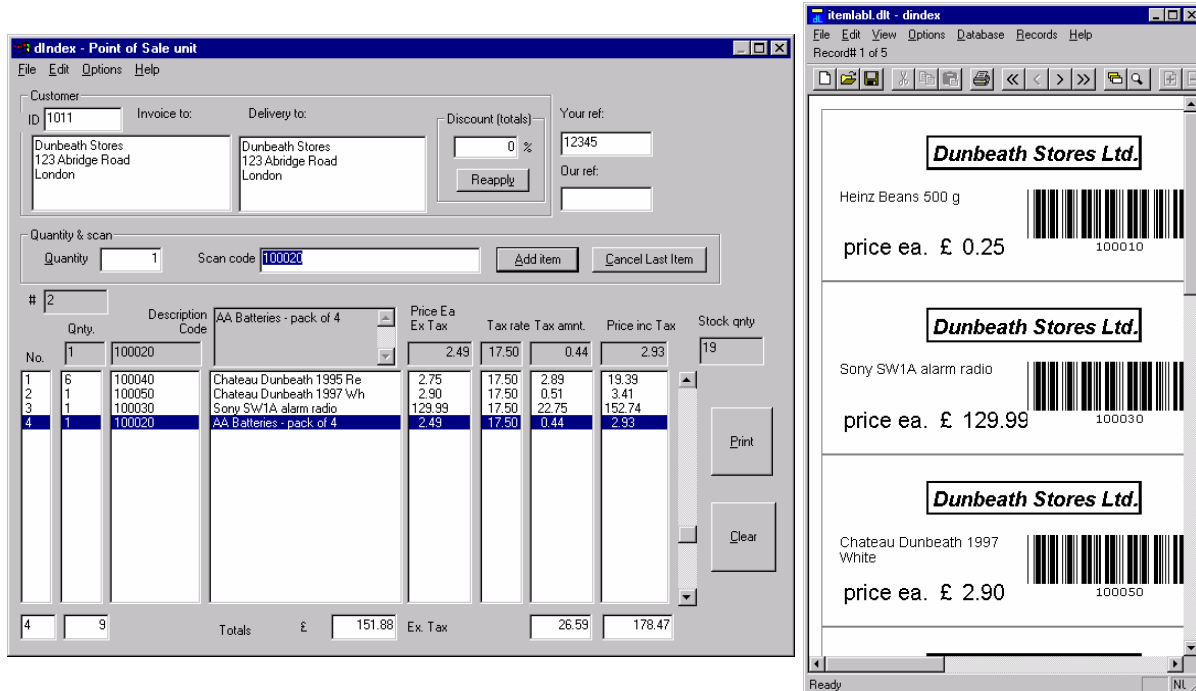 dIndex - Point of Sale unit
File Edit Options Help
Customer
ID 1011 Invoice to: Delivery to:
Dunbeath Stores
123 Abridge Road
London
Dunbeath Stores
123 Abridge Road
London
Discount (totals)
0 %
Reapply
Your ref:
12345
Our ref:
Quantity & scan
Quantity 1 Scan code 100020 Add item Cancel Last Item
# 2
No. Qnty. Description Code AA Batteries - pack of 4 Price Ea Ex Tax Tax rate Tax amnt. Price inc Tax Stock qnty
1 100020 2.49 17.50 0.44 2.93 19
1 6 100040 Chateau Dunbeath 1995 Re 2.75 17.50 2.89 19.39
2 1 100050 Chateau Dunbeath 1997 Wh 2.90 17.50 0.51 3.41
3 1 100030 Sony SW1A alarm radio 129.99 17.50 22.75 152.74
4 1 100020 AA Batteries - pack of 4 2.49 17.50 0.44 2.93
Print
Clear
4 9 Totals £ 151.88 Ex. Tax 26.59 178.47
itemlabl.dlt - dindex
File Edit View Options Database Records Help
Record# 1 of 5
Dunbeath Stores Ltd.
Heinz Beans 500 g
price ea. £ 0.25
100010
Dunbeath Stores Ltd.
Sony SW1A alarm radio
price ea. £ 129.99
100030
Dunbeath Stores Ltd.
Chateau Dunbeath 1997
White
price ea. £ 2.90
100050
Ready